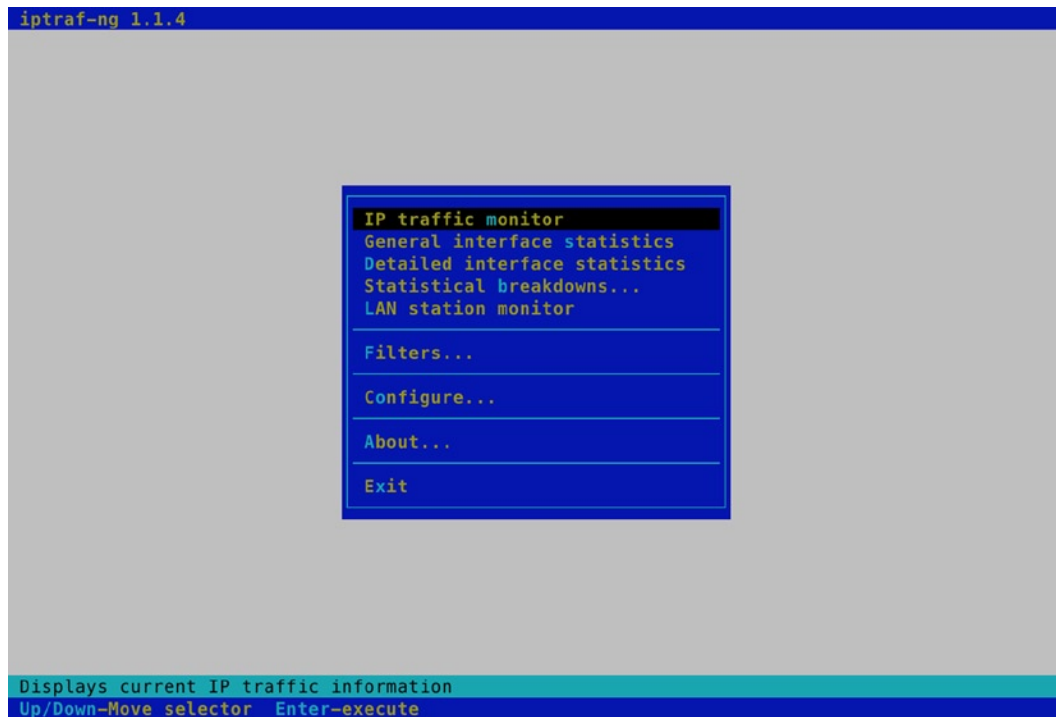 iptraf-ng 1.1.4
IP traffic monitor
General interface statistics
Detailed interface statistics
Statistical breakdowns...
LAN station monitor
Filters...
Configure...
About...
Exit
Displays current IP traffic information
Up/Down-Move selector  Enter-execute